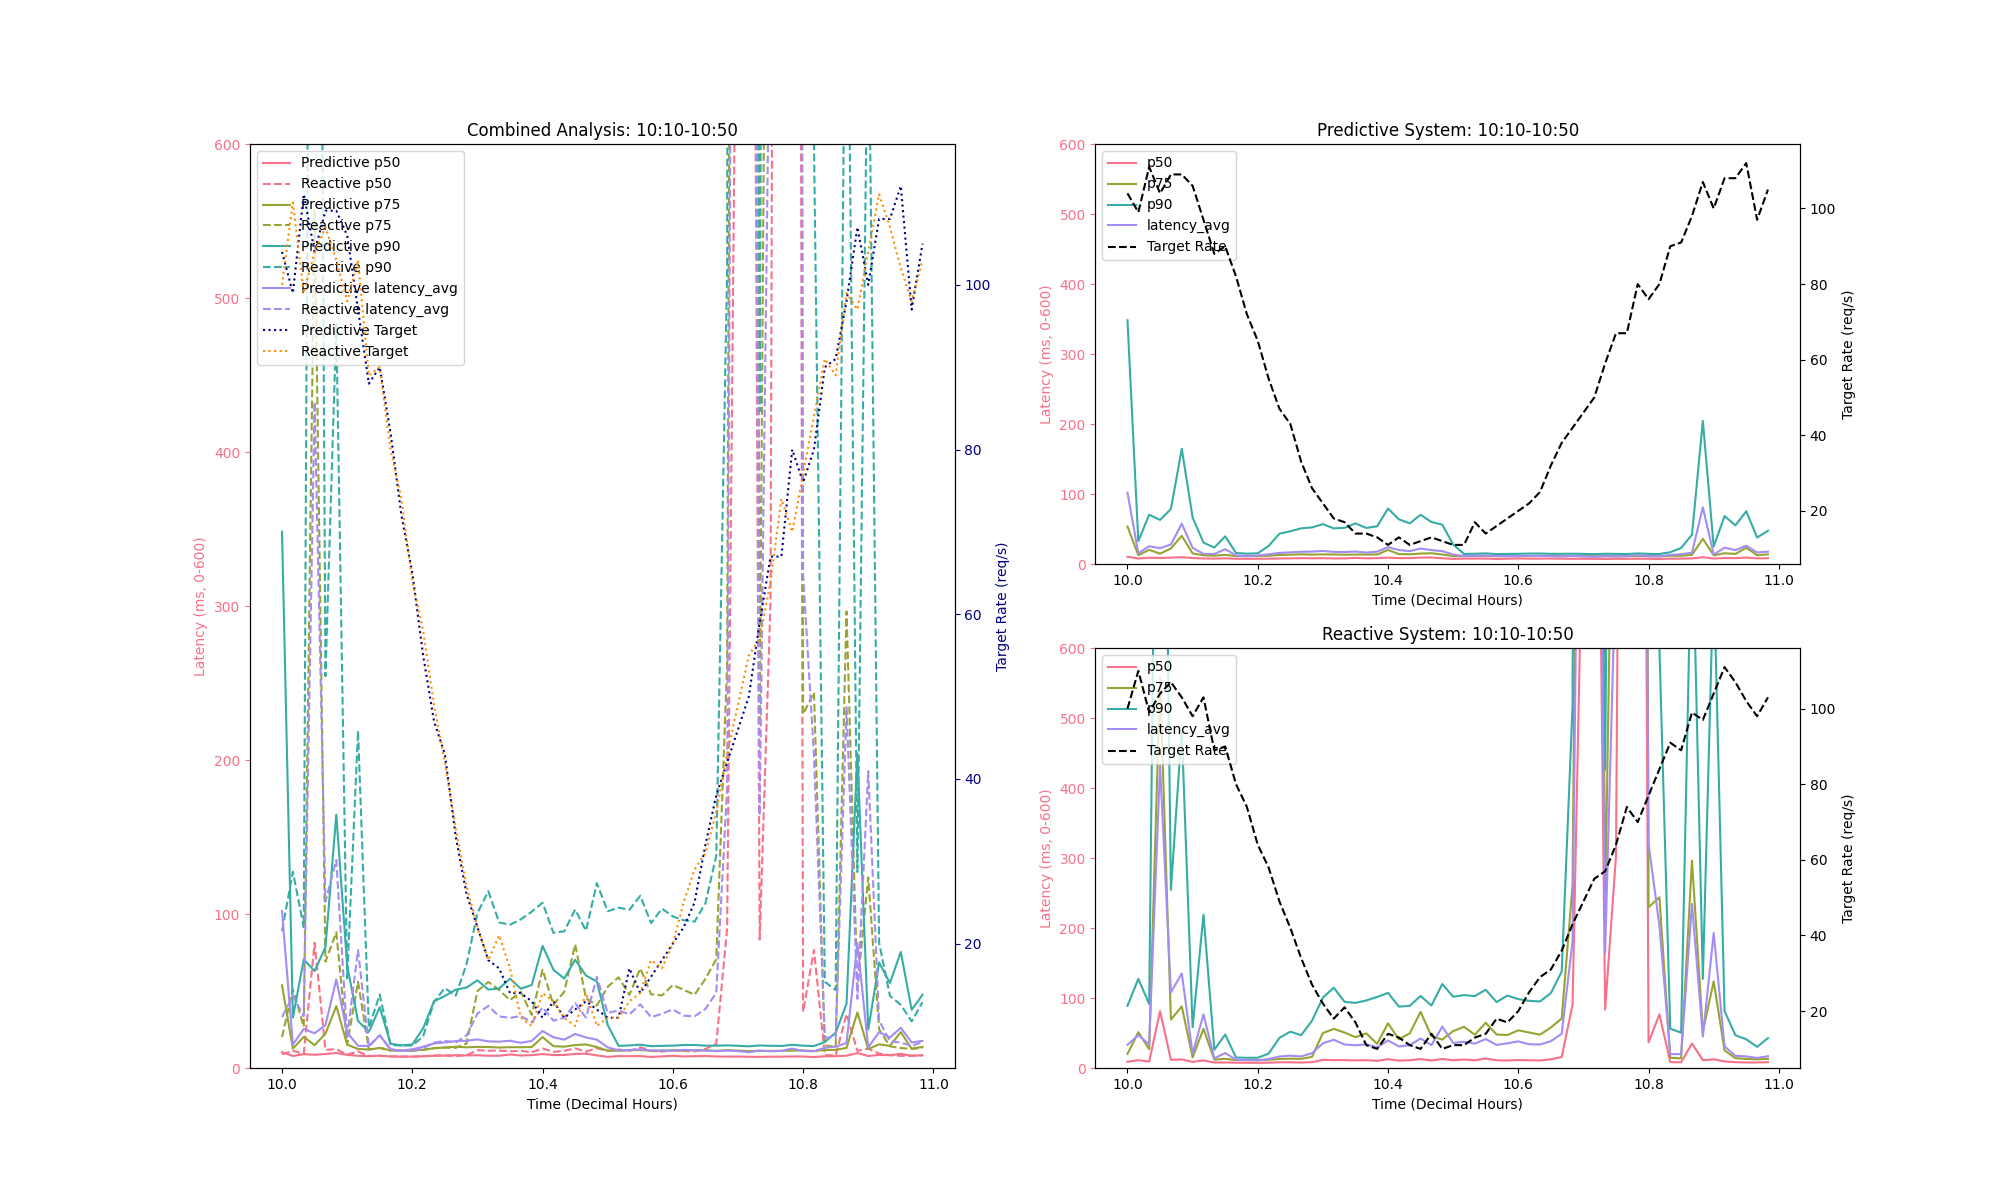 Combined Analysis: 10:10-10:50
600
500
400
300
200
100
0
Latency (ms, 0-600)
Predictive p50
Reactive p50
Predictive p75
Reactive p75
Predictive p90
Reactive p90
Predictive latency_avg
Reactive latency_avg
Predictive Target
Reactive Target
100
80
60
40
20
Target Rate (req/s)
10.0 10.2 10.4 10.6 10.8 11.0
Time (Decimal Hours)
Predictive System: 10:10-10:50
600
500
400
300
200
100
0
Latency (ms, 0-600)
p50
p75
p90
latency_avg
Target Rate
100
80
60
40
20
Target Rate (req/s)
10.0 10.2 10.4 10.6 10.8 11.0
Time (Decimal Hours)
Reactive System: 10:10-10:50
600
500
400
300
200
100
0
Latency (ms, 0-600)
p50
p75
p90
latency_avg
Target Rate
100
80
60
40
20
Target Rate (req/s)
10.0 10.2 10.4 10.6 10.8 11.0
Time (Decimal Hours)